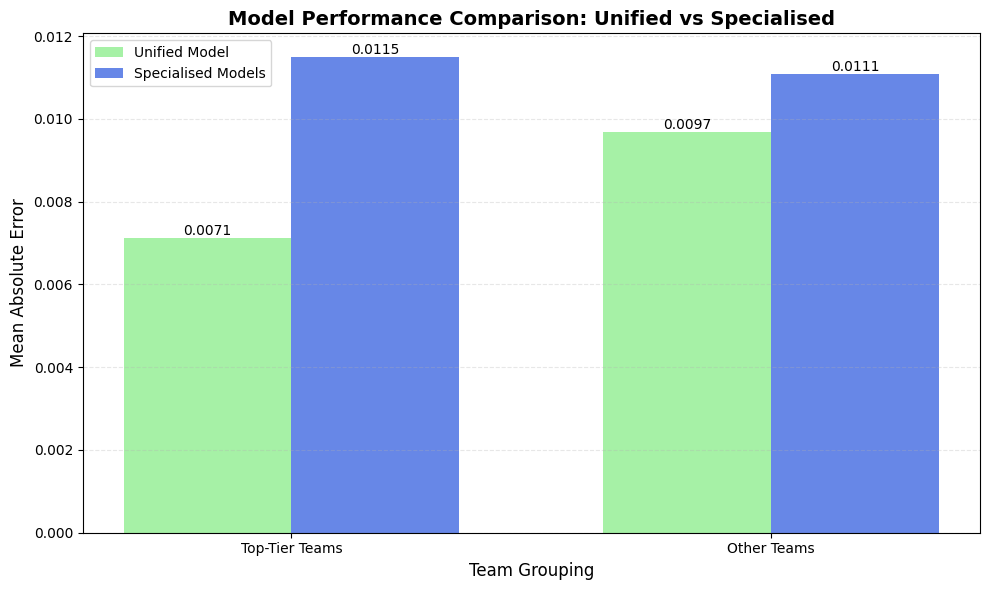 Model Performance Comparison: Unified vs Specialised
Unified Model
Specialised Models
0.0115
0.0111
0.0097
0.0071
0.012
0.010
0.008
0.006
0.004
0.002
0.000
Mean Absolute Error
Top-Tier Teams
Other Teams
Team Grouping